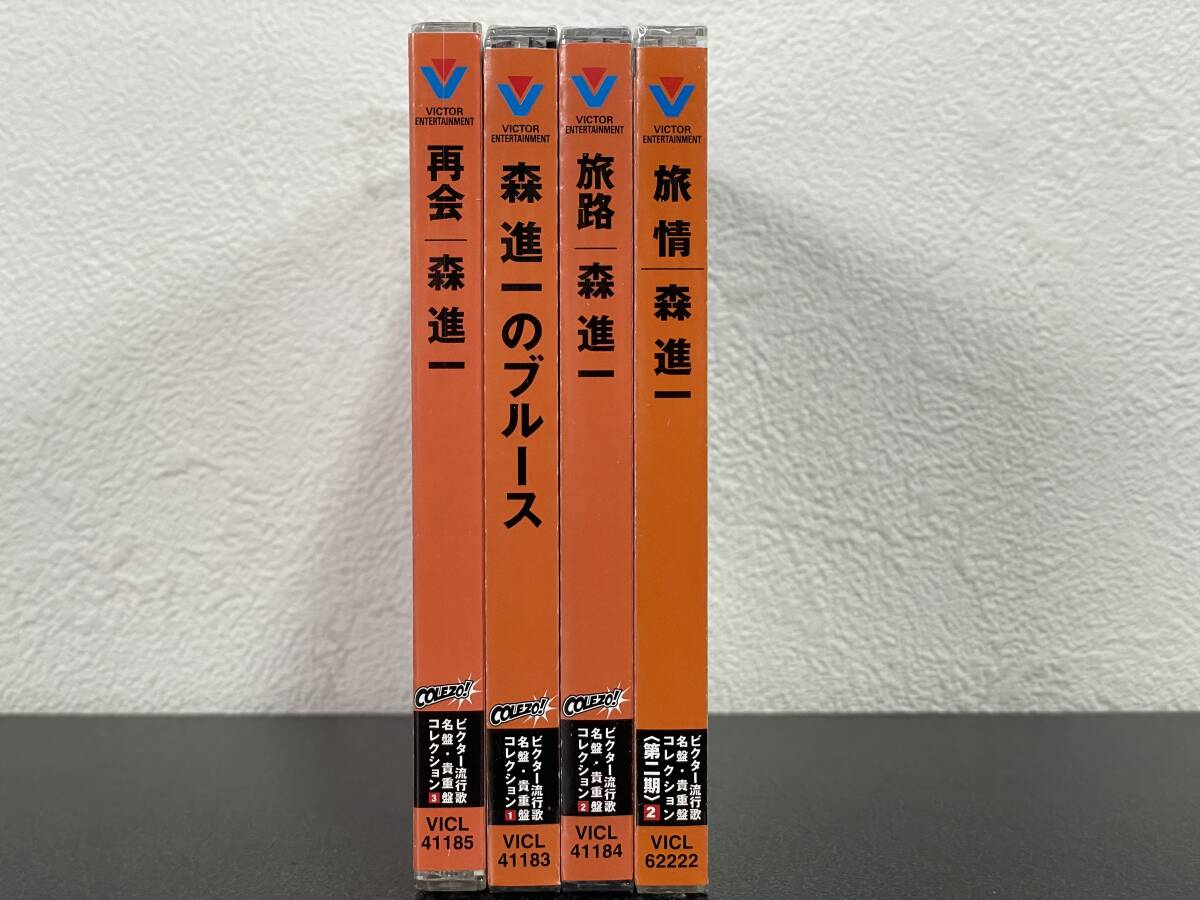 VICTOR
ENTERTAINMENT
再会
森進一
COLEZO!
ビクター流行歌
名盤・貴重盤
コレクション3
VICL
41185
VICTOR
ENTERTAINMENT
森進一のブルース
COLEZO!
ビクター流行歌
名盤・貴重盤
コレクション1
VICL
41183
VICTOR
ENTERTAINMENT
旅路
森進一
COLEZO!
ビクター流行歌
名盤・貴重盤
コレクション2
VICL
41184
VICTOR
ENTERTAINMENT
旅情
森進一
ビクター流行歌
名盤・貴重盤
コレクション
〈第二期〉2
VICL
62222